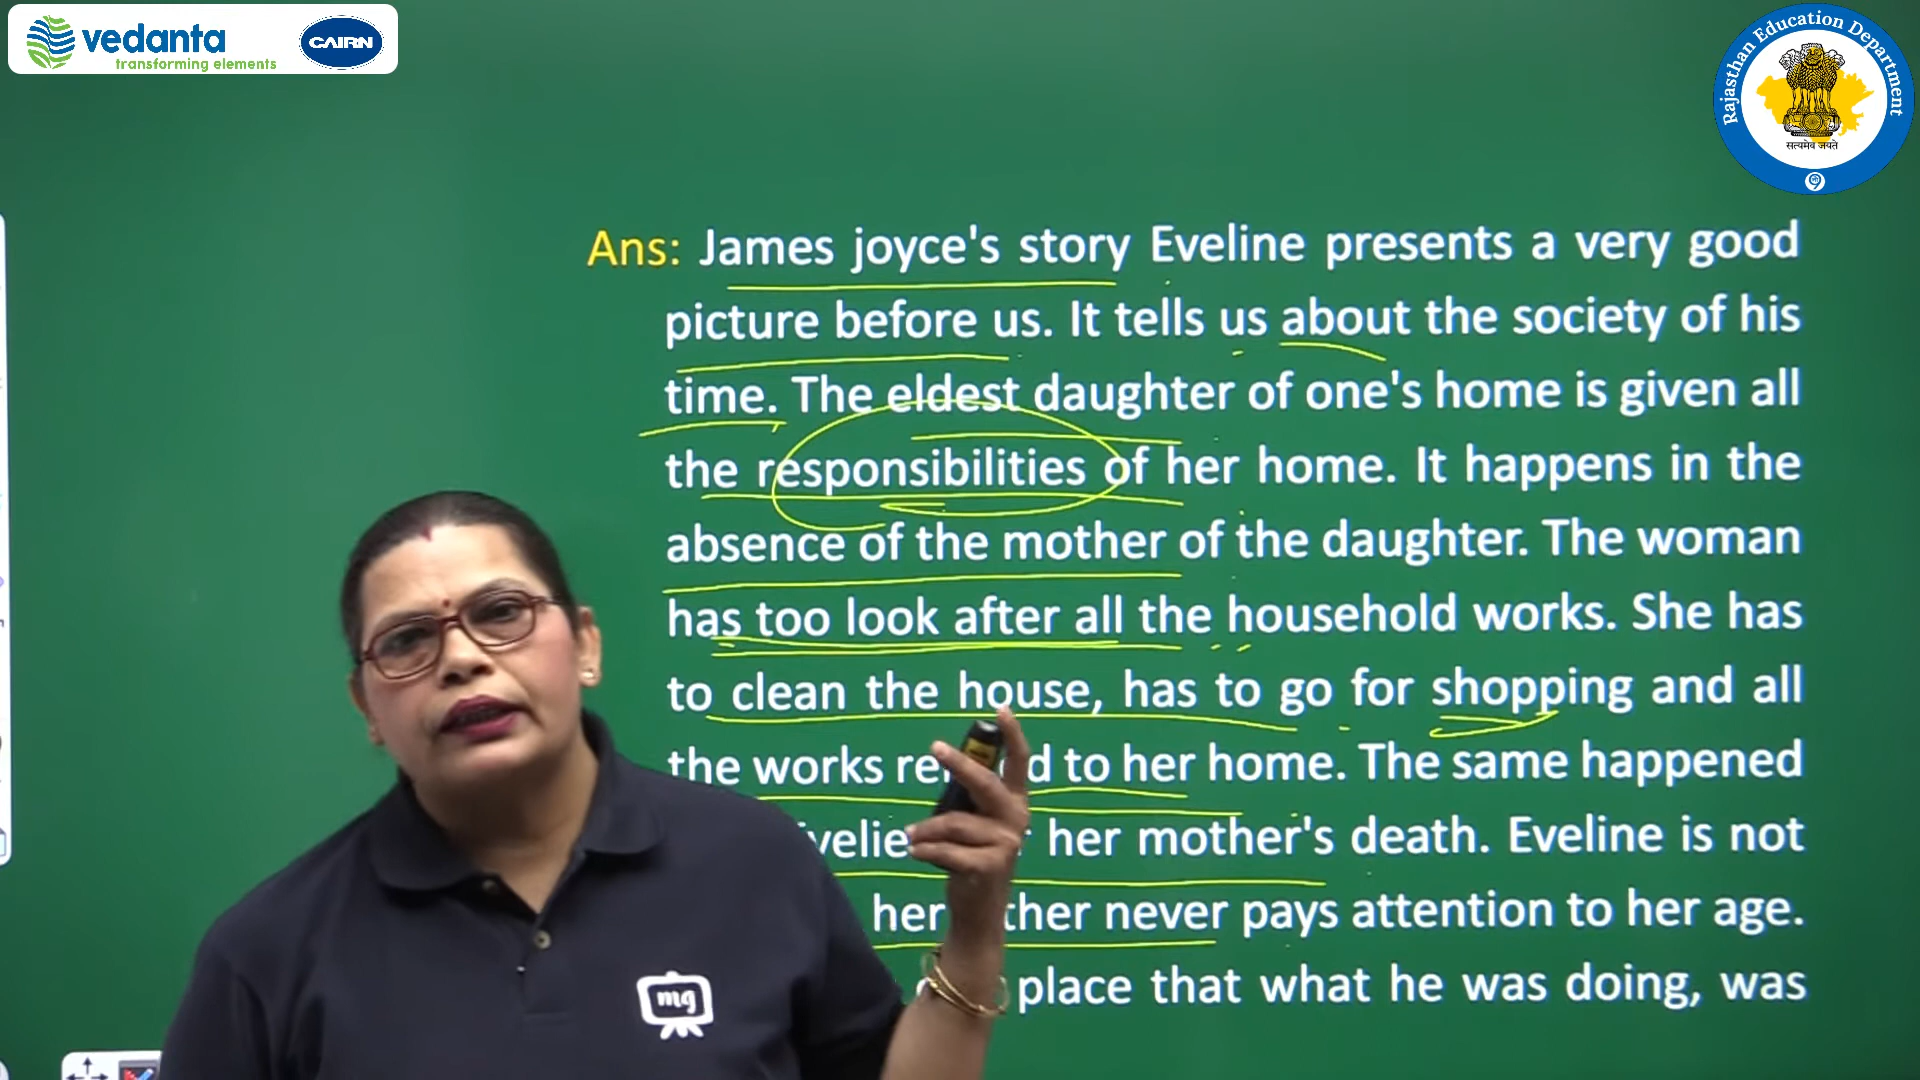 vedanta
transforming elements
CAIRN
Rajasthan Education Department
सत्यमेव जयते
Ans: James joyce's story Eveline presents a very good
picture before us. It tells us about the society of his
time. The eldest daughter of one's home is given all
the responsibilities of her home. It happens in the
absence of the mother of the daughter. The woman
has too look after all the household works. She has
to clean the house, has to go for shopping and all
the works to her home. The same happened
her mother's death. Eveline is not
her never pays attention to her age.
place that what he was doing, was
mg